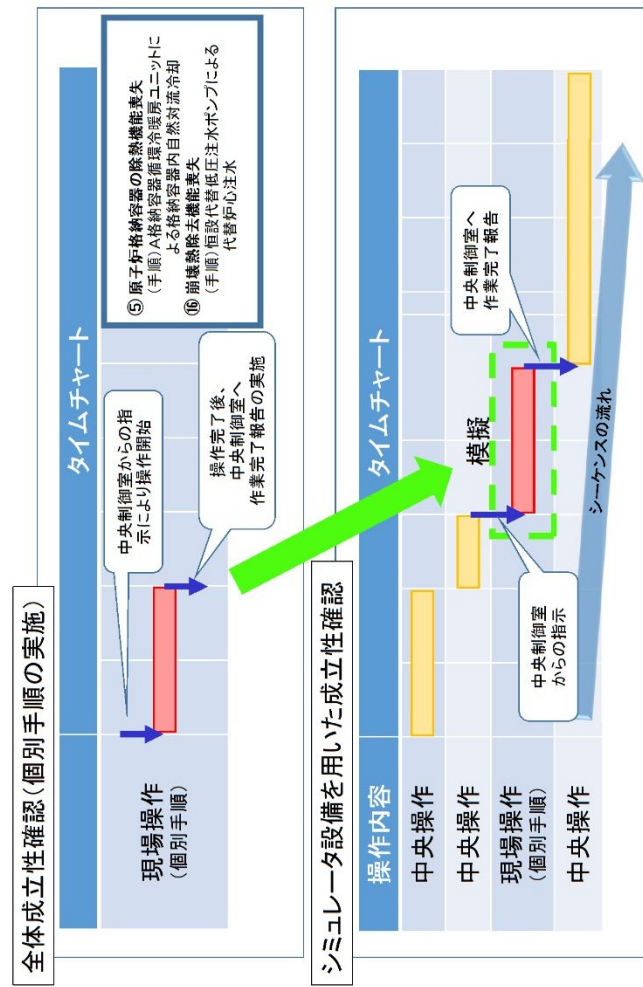 全体成立性確認(個別手順の実施)
タイムチャート
現場操作
(個別手順)
中央制御室からの指
示により操作開始
操作完了後、
中央制御室へ
作業完了報告の実施
⑤ 原子炉格納容器の除熱機能喪失
(手順)A格納容器循環冷暖房ユニットに
よる格納容器内自然対流冷却
⑯ 崩壊熱除去機能喪失
(手順)恒設代替低圧注水ポンプによる
代替炉心注水
シミュレータ設備を用いた成立性確認
操作内容
タイムチャート
中央操作
中央操作
現場操作
(個別手順)
中央操作
模擬
中央制御室
からの指示
中央制御室へ
作業完了報告
シーケンスの流れ